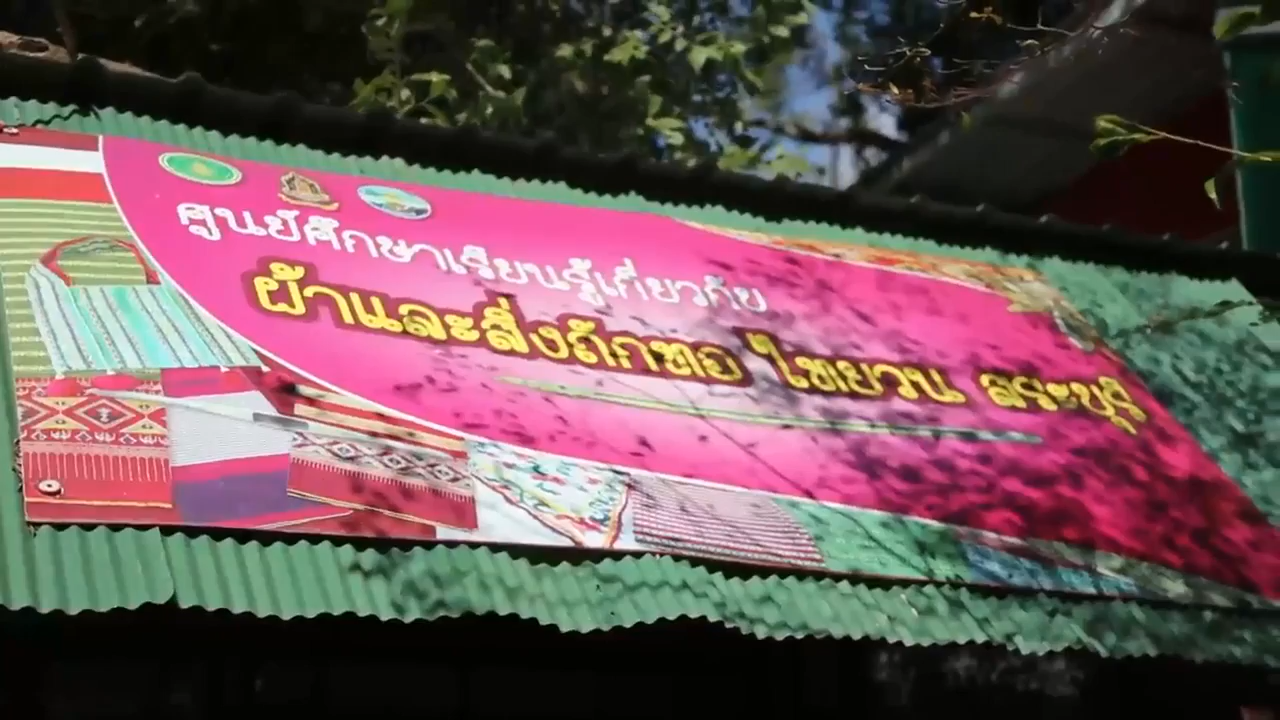 ศูนย์ศึกษาเรียนรู้เกี่ยวกับ
ผ้าและสิ่งถักทอ ไทยวน สระบุรี